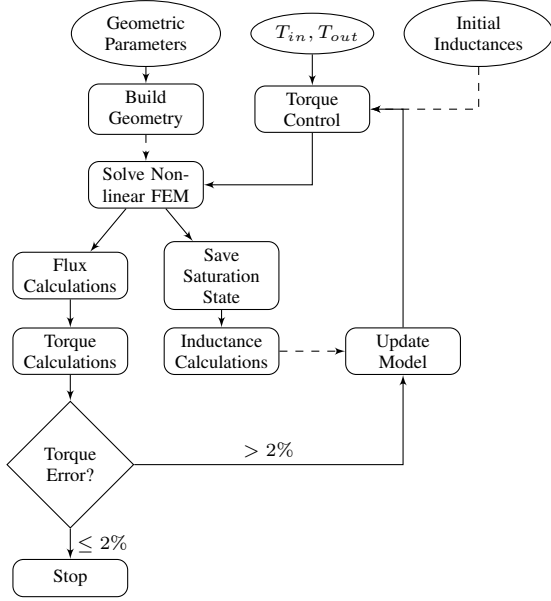 Geometric
Parameters
T_in, T_out
Initial
Inductances
Build
Geometry
Torque
Control
Solve Non-
linear FEM
Flux
Calculations
Save
Saturation
State
Torque
Calculations
Inductance
Calculations
Update
Model
Torque
Error?
> 2%
≤ 2%
Stop